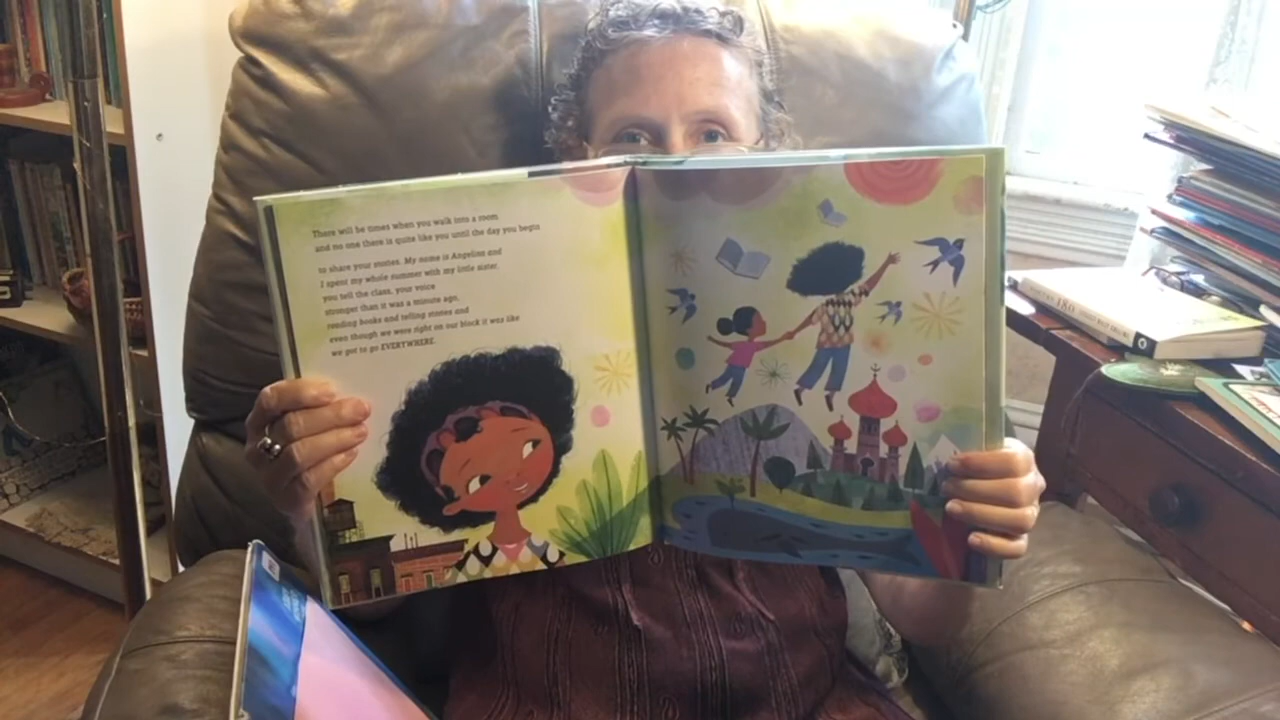 There will be times when you walk into a room
and no one there is quite like you until the day you begin
to share your stories. My name is Angelina and
I spent my whole summer with my little sister,
you tell the class, your voice
stronger than it was a minute ago,
reading books and telling stories and
even though we were right on our block it was like
we got to go EVERYWHERE.
180